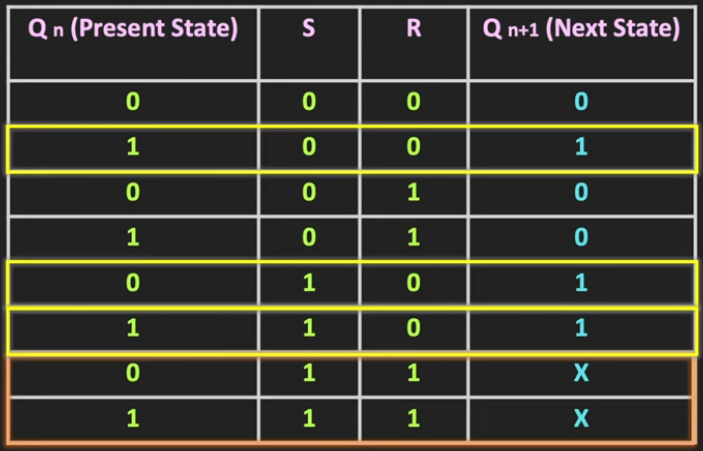 Q n (Present State) S R Q n+1 (Next State)
0 0 0 0
1 0 0 1
0 0 1 0
1 0 1 0
0 1 0 1
1 1 0 1
0 1 1 X
1 1 1 X